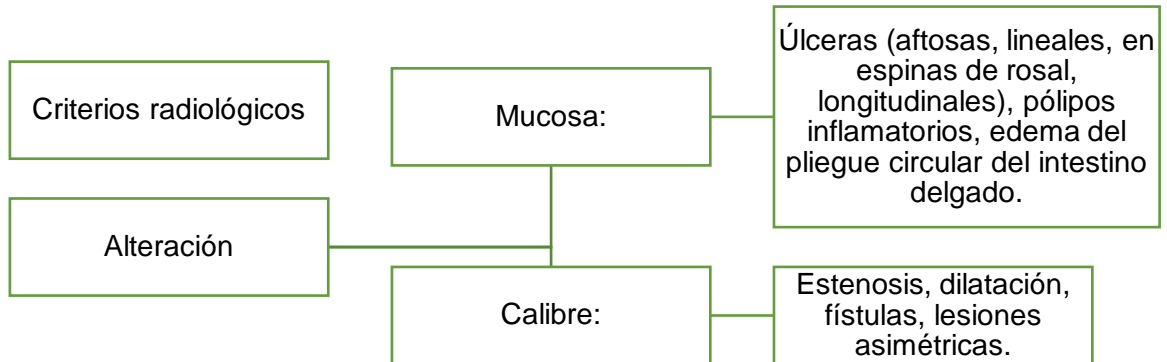 Criterios radiológicos
Alteración
Mucosa:
Úlceras (aftosas, lineales, en
espinas de rosal,
longitudinales), pólipos
inflamatorios, edema del
pliegue circular del intestino
delgado.
Calibre:
Estenosis, dilatación,
fístulas, lesiones
asimétricas.